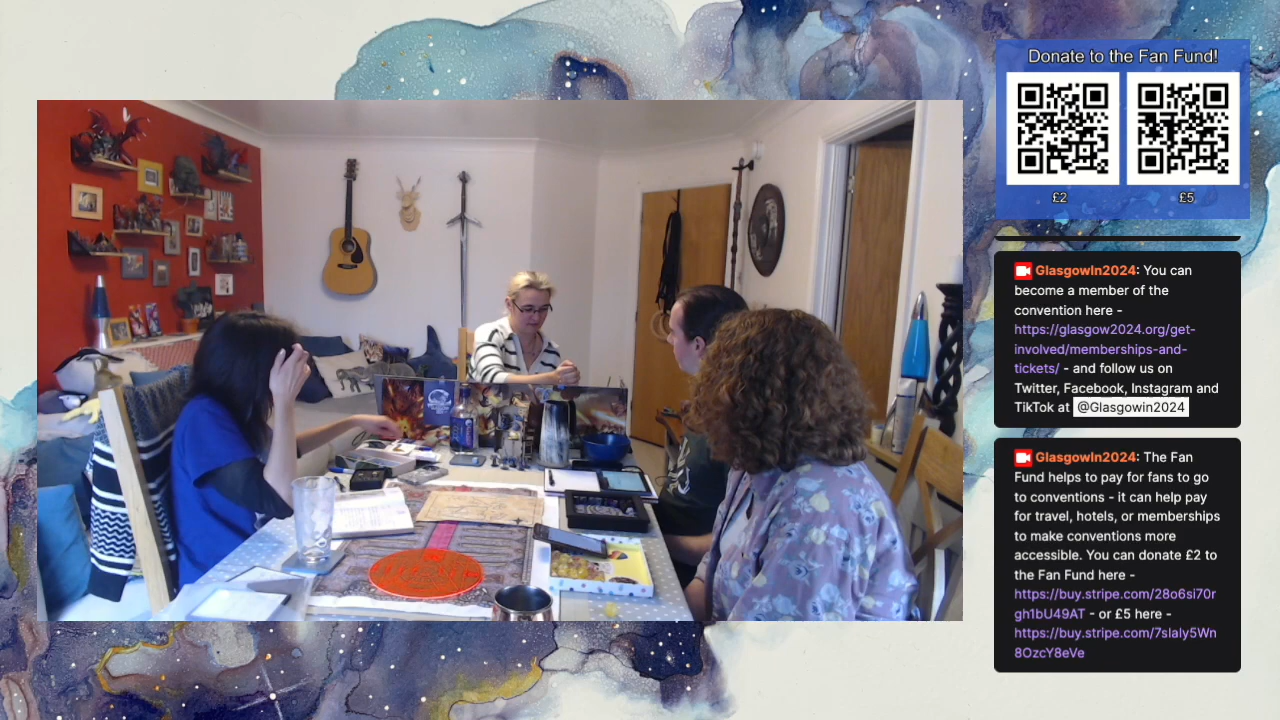 Donate to the Fan Fund!
£2
£5
GlasgowIn2024: You can
become a member of the
convention here -
https://glasgow2024.org/get-
involved/memberships-and-
tickets/ - and follow us on
Twitter, Facebook, Instagram and
TikTok at @Glasgowin2024
GlasgowIn2024: The Fan
Fund helps to pay for fans to go
to conventions - it can help pay
for travel, hotels, or memberships
to make conventions more
accessible. You can donate £2 to
the Fan Fund here -
https://buy.stripe.com/28o6si70r
gh1bU49AT - or £5 here -
https://buy.stripe.com/7sIaIy5Wn
8OzcY8eVe